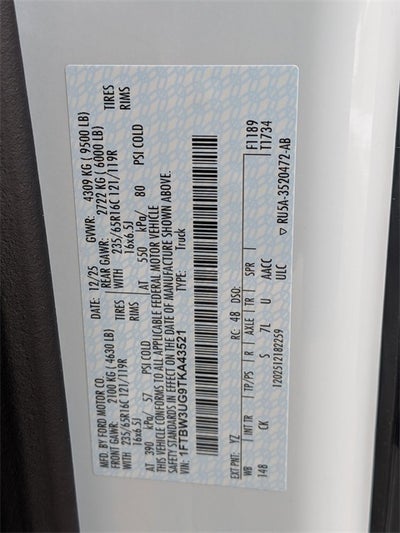 MFD. BY FORD MOTOR CO.
DATE: 12/25
GVWR: 4309 KG ( 9500 LB)
FRONT GAWR: 2100 KG ( 4630 LB)
REAR GAWR: 2722 KG ( 6000 LB)
WITH 235/65R16C 121/119R TIRES
16x6.5J RIMS
WITH 235/65R16C 121/119R TIRES
16x6.5J RIMS
AT 390 kPa/ 57 PSI COLD
AT 550 kPa/ 80 PSI COLD
THIS VEHICLE CONFORMS TO ALL APPLICABLE FEDERAL MOTOR VEHICLE
SAFETY STANDARDS IN EFFECT ON THE DATE OF MANUFACTURE SHOWN ABOVE.
VIN: 1FTBW3UG9TKA43521
TYPE: Truck
F1189
T1734
EXT PNT: YZ RC: 48 DSO:
WB INT TR TP/PS R AXLE TR SPR
148 CK S 7L U AACC
ULC
1202512182259
▽ RU5A-3520472-AB